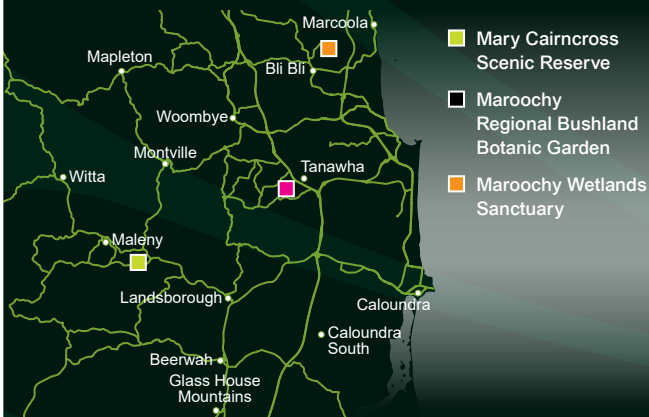 Marcoola
Mapleton
Bli Bli
Woombye
Montville
Tanawha
Witta
Maleny
Landsborough
Caloundra
Caloundra
South
Beerwah
Glass House
Mountains
Mary Cairncross
Scenic Reserve
Maroochy
Regional Bushland
Botanic Garden
Maroochy Wetlands
Sanctuary